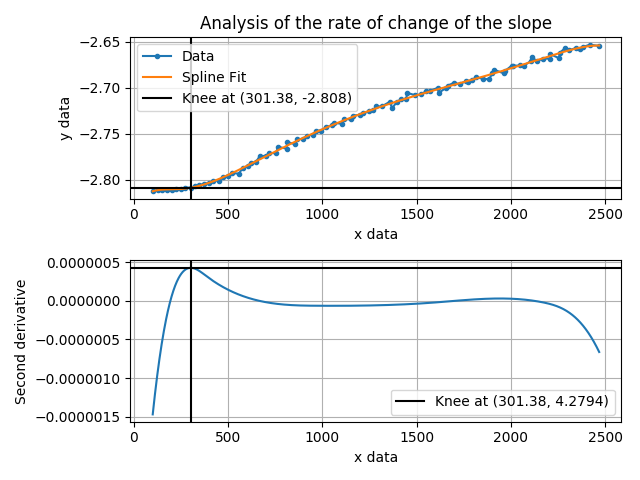 Analysis of the rate of change of the slope
Data
Spline Fit
Knee at (301.38, -2.808)
y data
−2.65
−2.70
−2.75
−2.80
0
500
1000
1500
2000
2500
x data
Second derivative
0.0000005
0.0000000
−0.0000005
−0.0000010
−0.0000015
Knee at (301.38, 4.2794)
0
500
1000
1500
2000
2500
x data